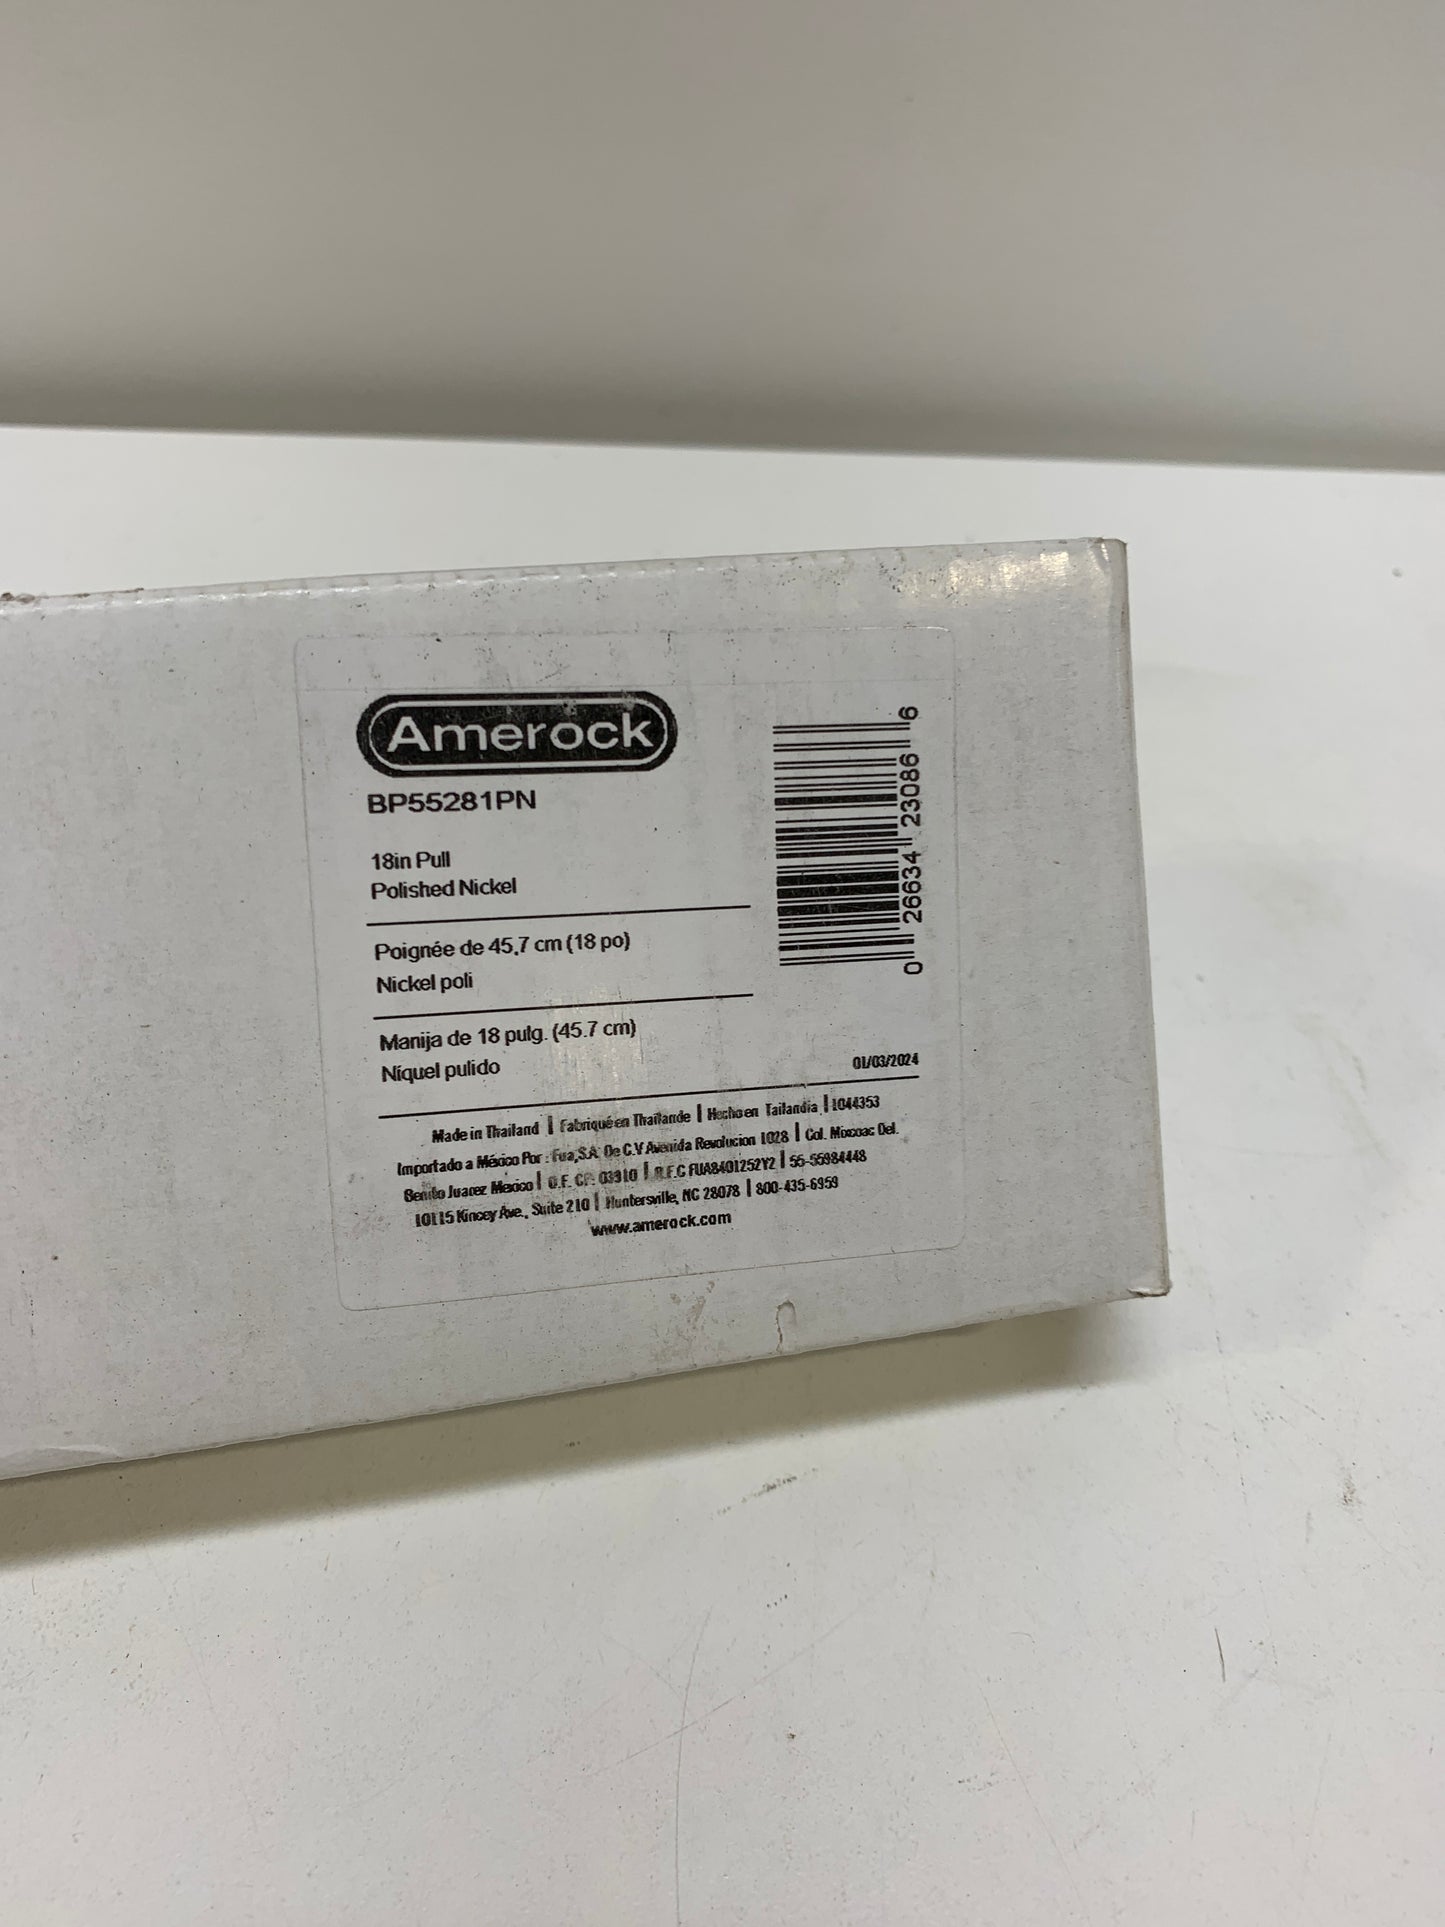 Amerock
BP55281PN
18in Pull
Polished Nickel
Poignée de 45,7 cm (18 po)
Nickel poli
Manija de 18 pulg. (45.7 cm)
Níquel pulido
0 26634 23086 6
01/03/2024
Made in Thailand | Fabriqué en Thaïlande | Hecho en Tailandia | 1044353
Importado a México Por : Fua,S.A. De C.V Avenida Revolucion 1028 | Col. Mixcoac Del.
Benito Juarez Mexico | D.F. CP. 03910 | R.F.C FUA8401252Y2 | 55-55984448
10115 Kincey Ave., Suite 210 | Huntersville, NC 28078 | 800-435-6959
www.amerock.com